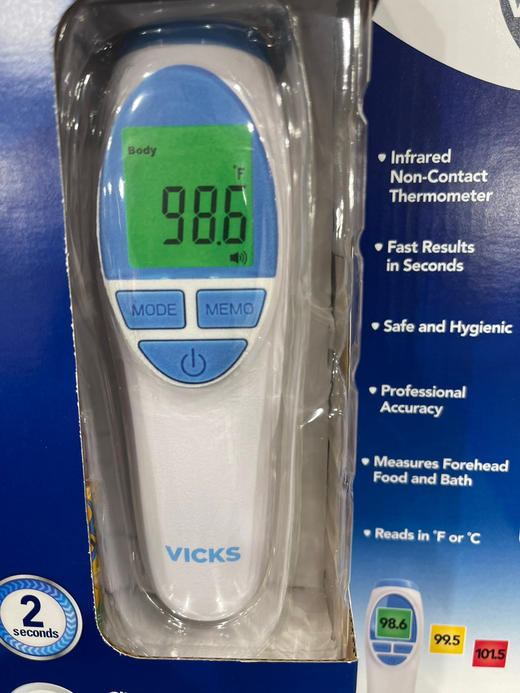 Body
°F
98.6
MODE
MEMO
VICKS
• Infrared
Non-Contact
Thermometer
• Fast Results
in Seconds
• Safe and Hygienic
• Professional
Accuracy
• Measures Forehead
Food and Bath
• Reads in °F or °C
2
seconds
98.6
99.5
101.5